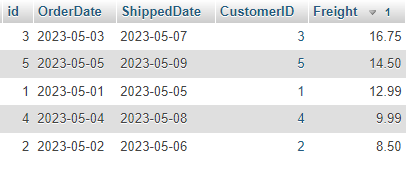 id OrderDate ShippedDate CustomerID Freight 1
3 2023-05-03 2023-05-07 3 16.75
5 2023-05-05 2023-05-09 5 14.50
1 2023-05-01 2023-05-05 1 12.99
4 2023-05-04 2023-05-08 4 9.99
2 2023-05-02 2023-05-06 2 8.50